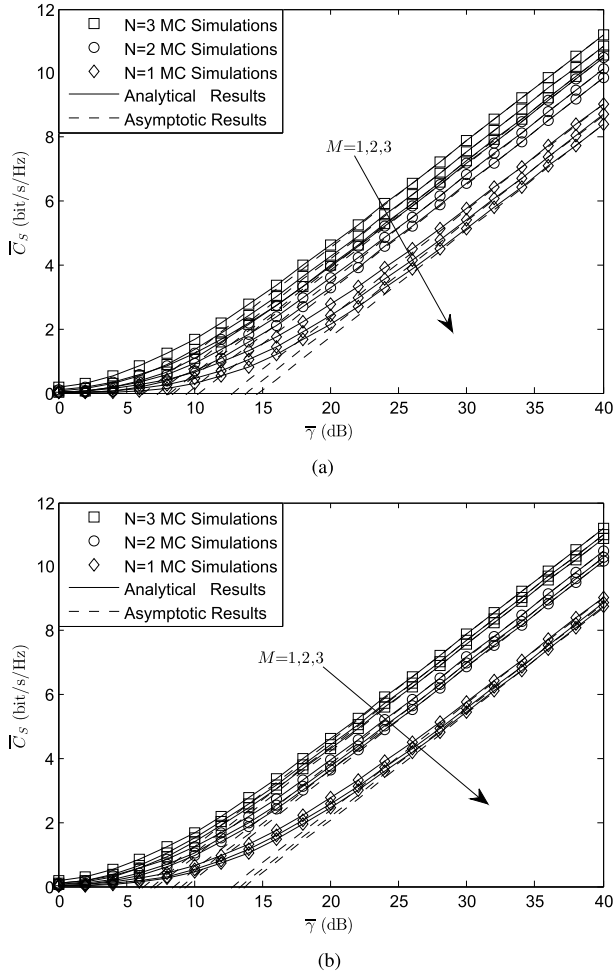 12
10
8
6
4
2
0
C̅_S (bit/s/Hz)
N=3 MC Simulations
N=2 MC Simulations
N=1 MC Simulations
Analytical Results
Asymptotic Results
M=1,2,3
0 5 10 15 20 25 30 35 40
γ̅ (dB)
(a)
12
10
8
6
4
2
0
C̅_S (bit/s/Hz)
N=3 MC Simulations
N=2 MC Simulations
N=1 MC Simulations
Analytical Results
Asymptotic Results
M=1,2,3
0 5 10 15 20 25 30 35 40
γ̅ (dB)
(b)